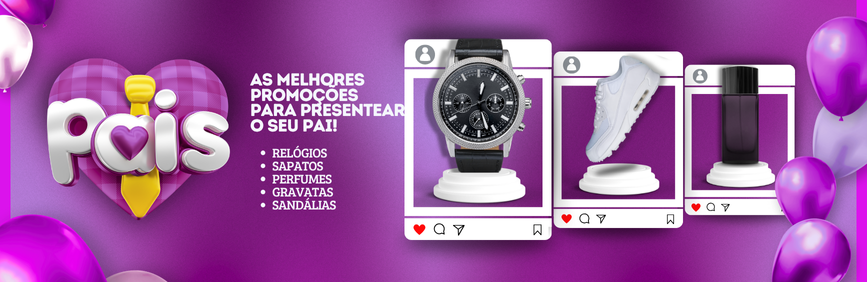 pais
AS MELHORES
PROMOÇÕES
PARA PRESENTEAR
O SEU PAI!
• RELÓGIOS
• SAPATOS
• PERFUMES
• GRAVATAS
• SANDÁLIAS